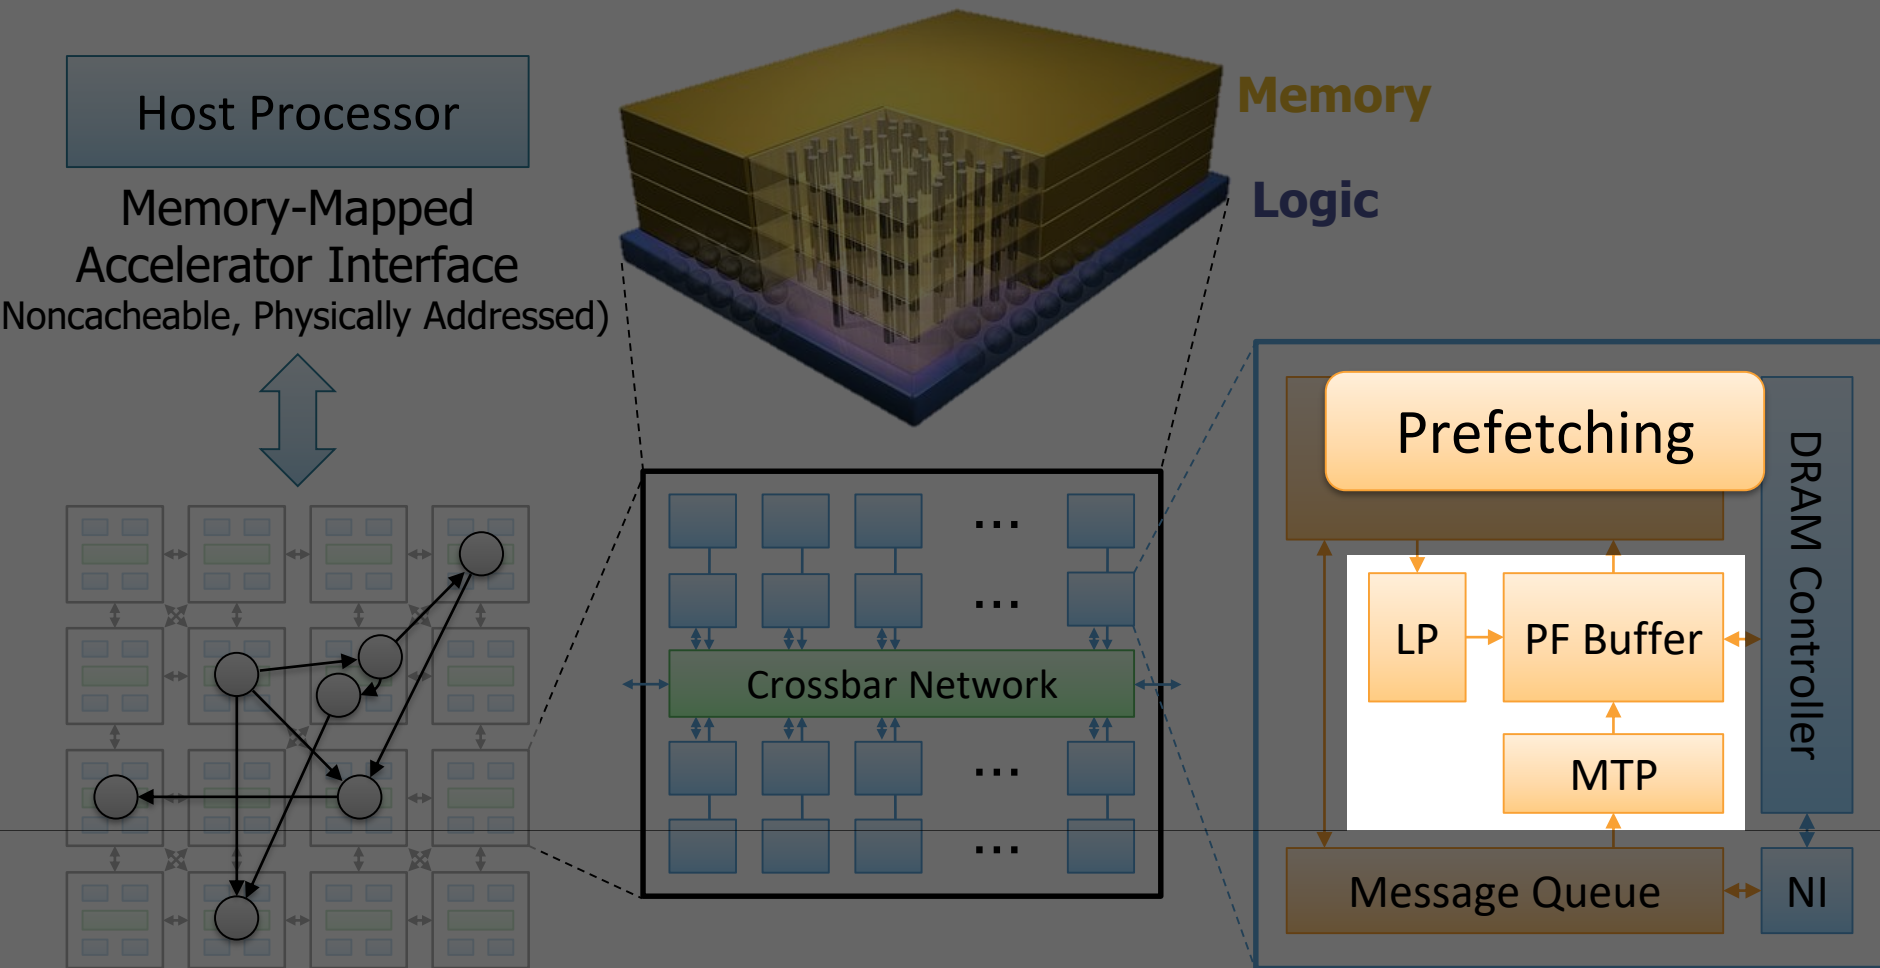 Host Processor
Memory-Mapped
Accelerator Interface
Noncacheable, Physically Addressed)
Memory
Logic
...
...
Crossbar Network
...
...
Prefetching
LP
PF Buffer
MTP
DRAM Controller
Message Queue
NI